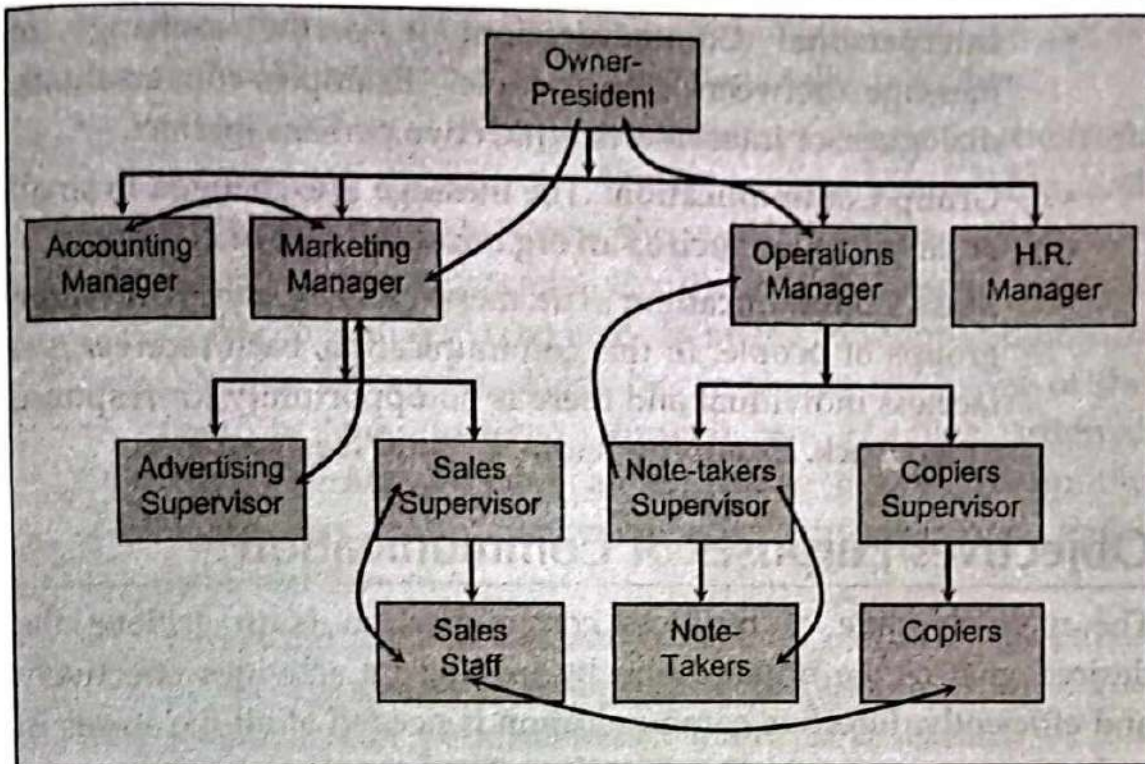 Owner-
President
Accounting
Manager
Marketing
Manager
Operations
Manager
H.R.
Manager
Advertising
Supervisor
Sales
Supervisor
Note-takers
Supervisor
Copiers
Supervisor
Sales
Staff
Note-
Takers
Copiers